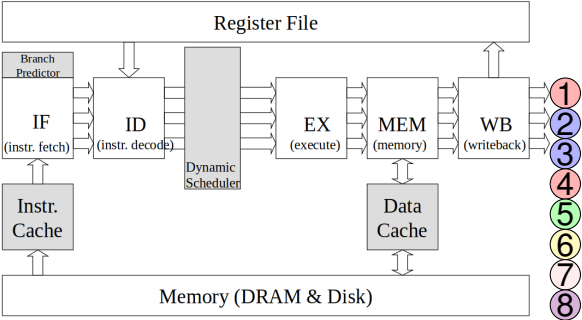 Register File
Branch
Predictor
IF
(instr. fetch)
ID
(instr. decode)
Dynamic
Scheduler
EX
(execute)
MEM
(memory)
WB
(writeback)
Instr.
Cache
Data
Cache
Memory (DRAM & Disk)
1
2
3
4
5
6
7
8